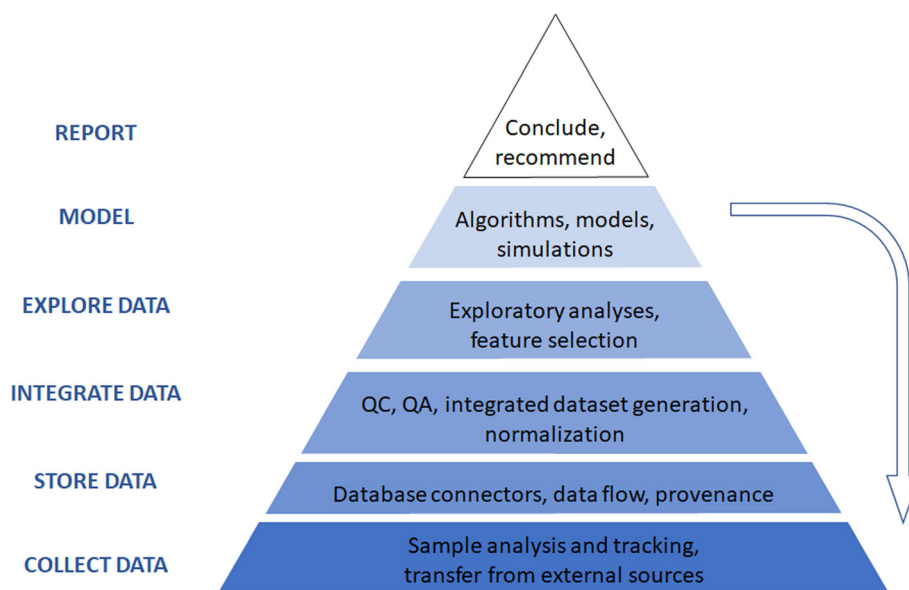 REPORT
Conclude,
recommend
MODEL
Algorithms, models,
simulations
EXPLORE DATA
Exploratory analyses,
feature selection
INTEGRATE DATA
QC, QA, integrated dataset generation,
normalization
STORE DATA
Database connectors, data flow, provenance
COLLECT DATA
Sample analysis and tracking,
transfer from external sources